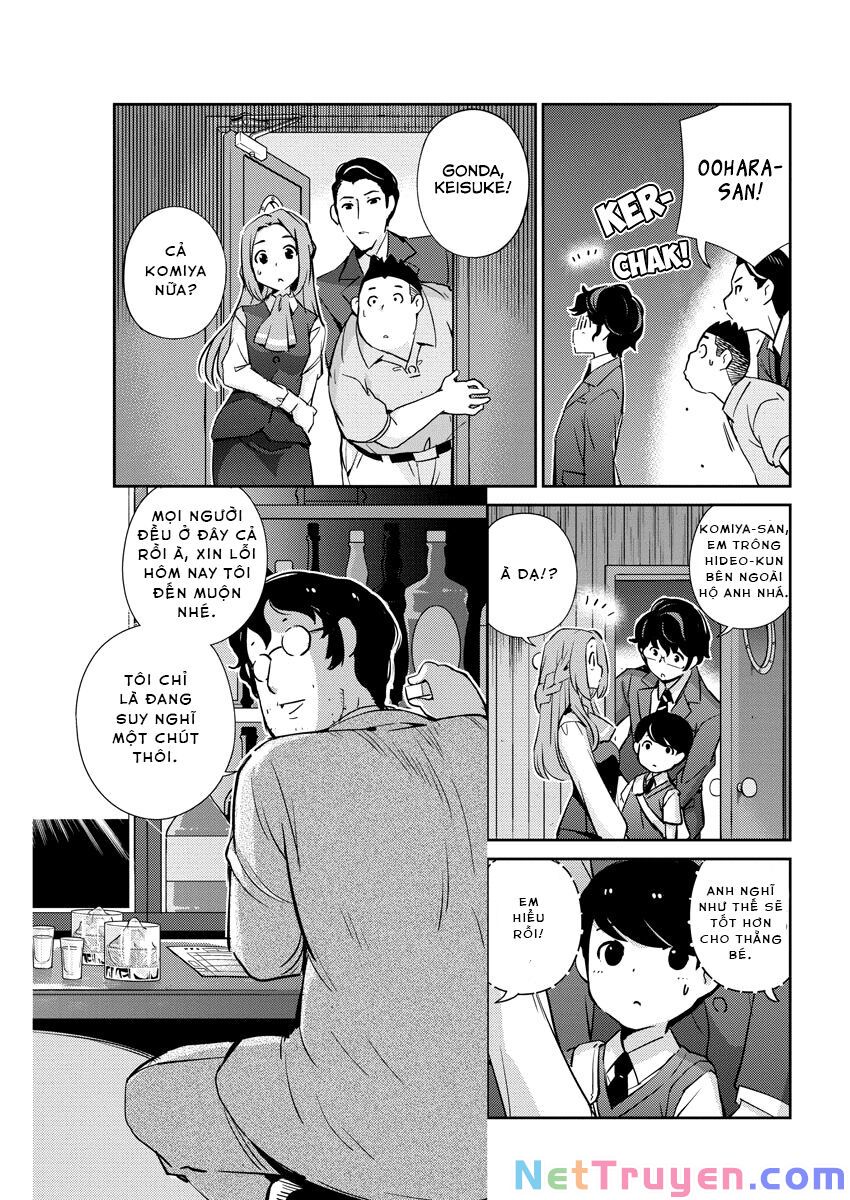 OOHARA-
SAN!
KER-
CHAK!
GONDA,
KEISUKE!
CẢ
KOMIYA
NỮA?
KOMIYA-SAN,
EM TRÔNG
HIDEO-KUN
BÊN NGOÀI
HỘ ANH NHÁ.
À DẠ!?
ANH NGHĨ
NHƯ THẾ SẼ
TỐT HƠN
CHO THẰNG
BÉ.
EM
HIỂU
RỒI!
MỌI NGƯỜI
ĐỀU Ở ĐÂY CẢ
RỒI À, XIN LỖI
HÔM NAY TÔI
ĐẾN MUỘN
NHÉ.
TÔI CHỈ
LÀ ĐANG
SUY NGHĨ
MỘT CHÚT
THÔI.
NetTruyen.com